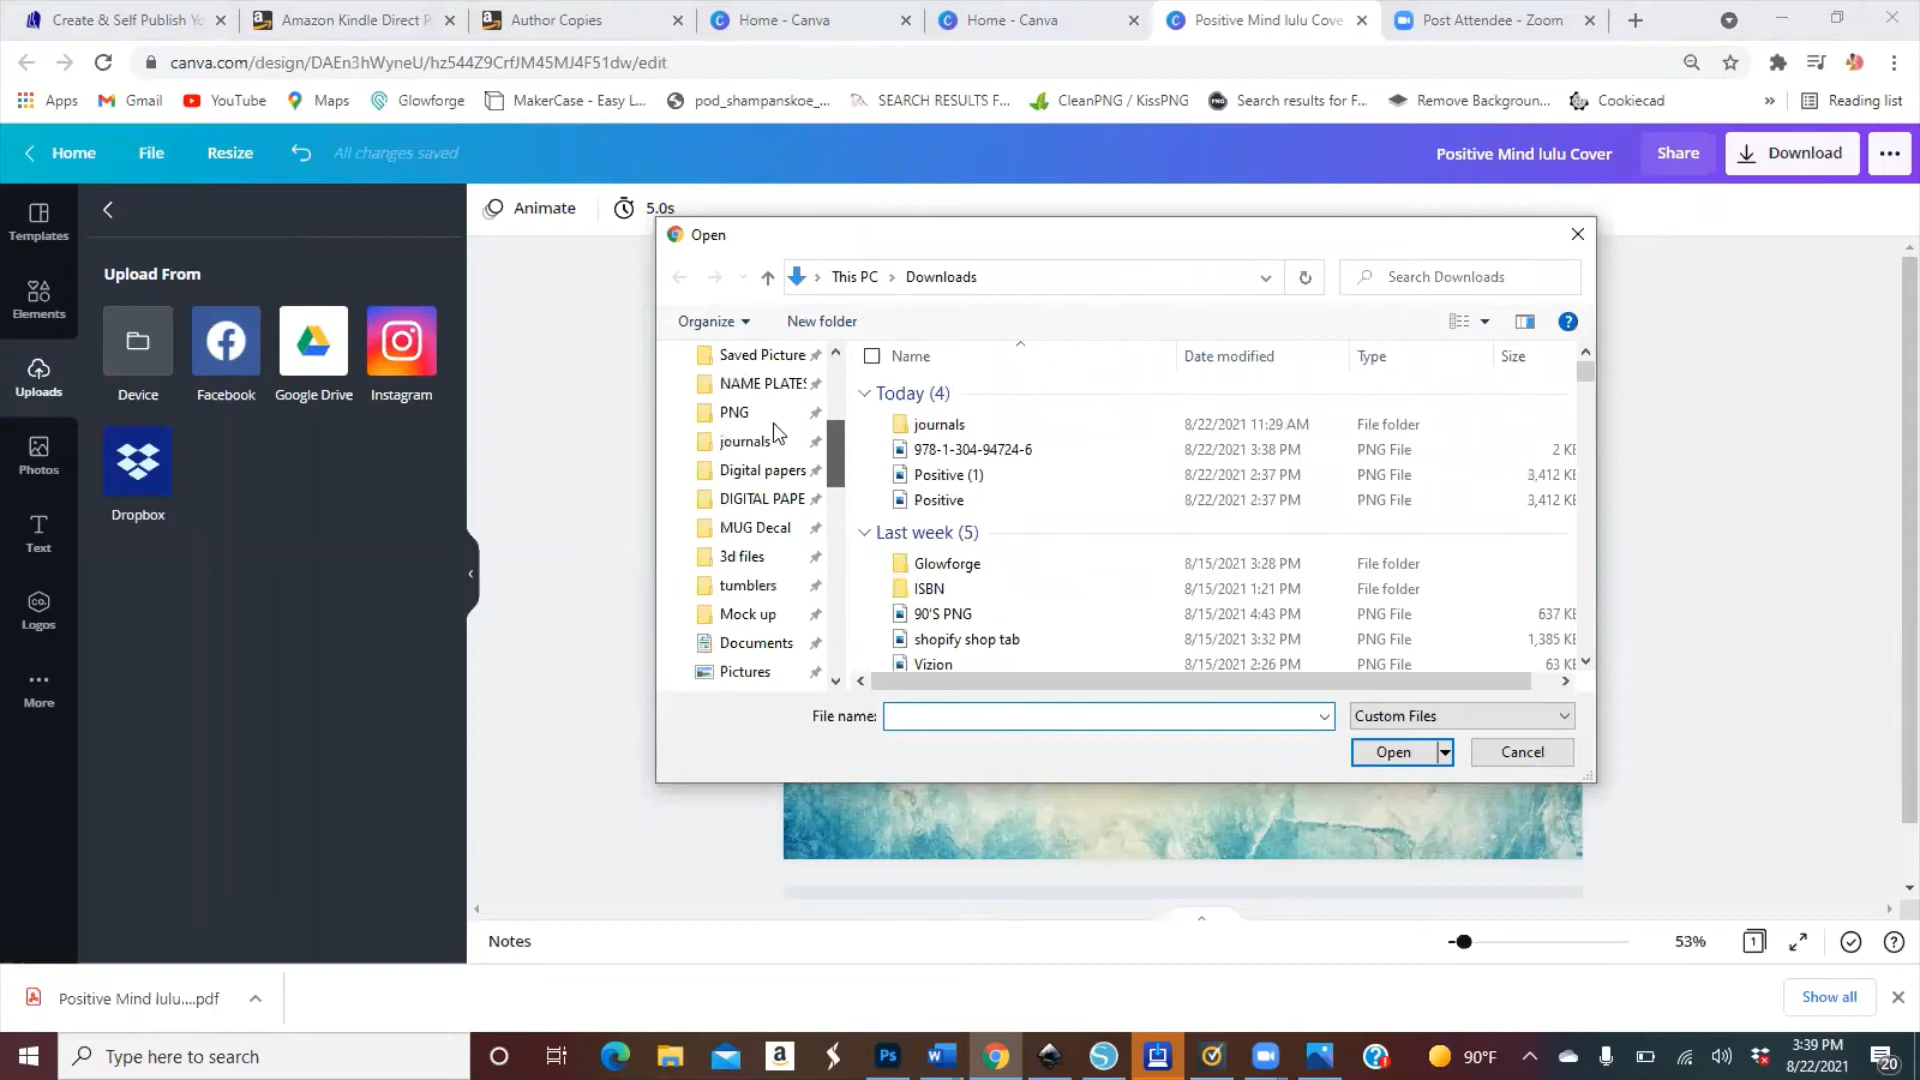 Create & Self Publish Yo
Amazon Kindle Direct P
Author Copies
Home - Canva
Home - Canva
Positive Mind lulu Cove
Post Attendee - Zoom
canva.com/design/DAEn3hWyneU/hz544Z9CrfJM45MJ4F51dw/edit
Apps
Gmail
YouTube
Maps
Glowforge
MakerCase - Easy L...
pod_shampanskoe_...
SEARCH RESULTS F...
CleanPNG / KissPNG
Search results for F...
Remove Backgroun...
Cookiecad
»
Reading list
Home
File
Resize
All changes saved
Positive Mind lulu Cover
Share
Download
Templates
Elements
Uploads
Photos
Text
Logos
More
Upload From
Device
Facebook
Google Drive
Instagram
Dropbox
Animate
5.0s
Open
This PC
Downloads
Search Downloads
Organize
New folder
Saved Picture
NAME PLATES
PNG
journals
Digital papers
DIGITAL PAPE
MUG Decal
3d files
tumblers
Mock up
Documents
Pictures
Name Date modified Type Size
Today (4)
journals 8/22/2021 11:29 AM File folder
978-1-304-94724-6 8/22/2021 3:38 PM PNG File 2 KB
Positive (1) 8/22/2021 2:37 PM PNG File 3,412 KB
Positive 8/22/2021 2:37 PM PNG File 3,412 KB
Last week (5)
Glowforge 8/15/2021 3:28 PM File folder
ISBN 8/15/2021 1:21 PM File folder
90'S PNG 8/15/2021 4:43 PM PNG File 637 KB
shopify shop tab 8/15/2021 3:32 PM PNG File 1,385 KB
Vizion 8/15/2021 2:26 PM PNG File 63 KB
File name:
Custom Files
Open
Cancel
Notes
53%
1
Positive Mind lulu....pdf
Show all
Type here to search
90°F
3:39 PM
8/22/2021
20